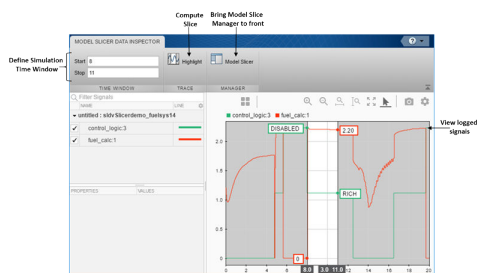 Compute Slice
Bring Model Slice Manager to front
MODEL SLICER DATA INSPECTOR
Define Simulation Time Window
Start 8
Stop 11
Highlight
Model Slicer
TIME WINDOW
TRACE
MANAGER
Filter Signals
NAME
LINE
untitled : sldvSlicerdemo_fuelsys14
control_logic:3
fuel_calc:1
PROPERTIES
VALUES
control_logic:3
fuel_calc:1
View logged signals
DISABLED
2.20
RICH
0
2.0
1.5
1.0
0.5
0
0 2 4 6 8.0 3.0 11.0 12 14 16 18 20